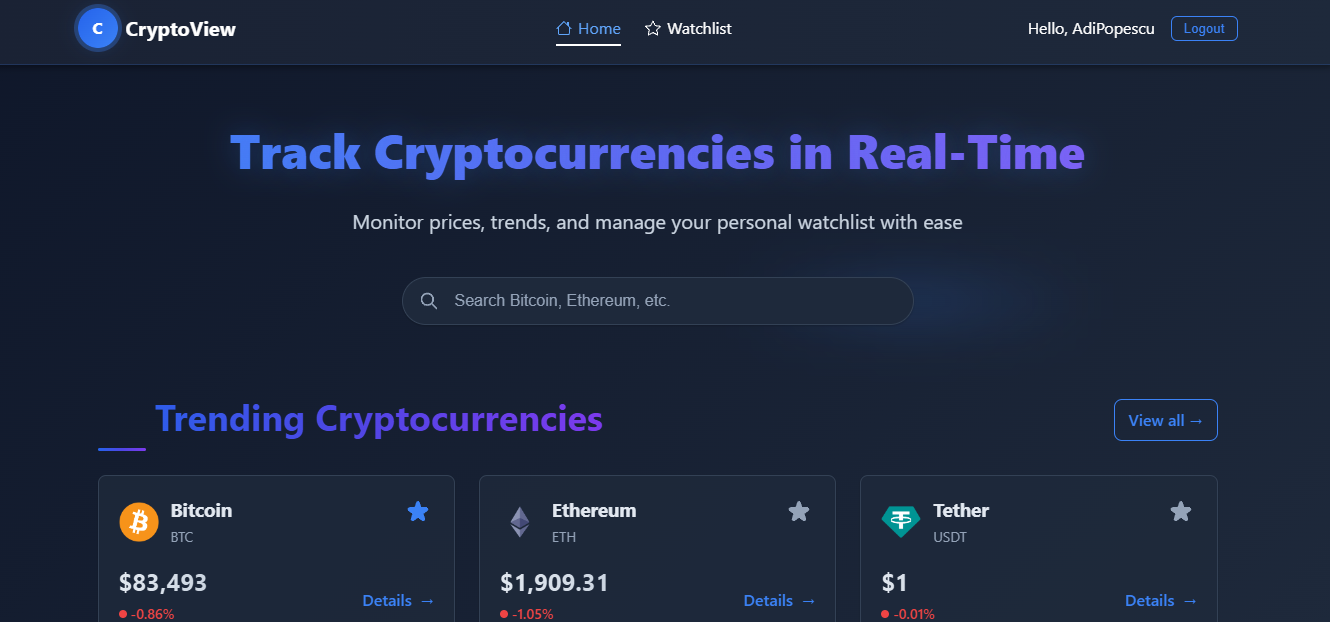 C CryptoView Home Watchlist Hello, AdiPopescu Logout
Track Cryptocurrencies in Real-Time
Monitor prices, trends, and manage your personal watchlist with ease
Search Bitcoin, Ethereum, etc.
Trending Cryptocurrencies View all →
Bitcoin
BTC
$83,493
Details →
-0.86%
Ethereum
ETH
$1,909.31
Details →
-1.05%
Tether
USDT
$1
Details →
-0.01%